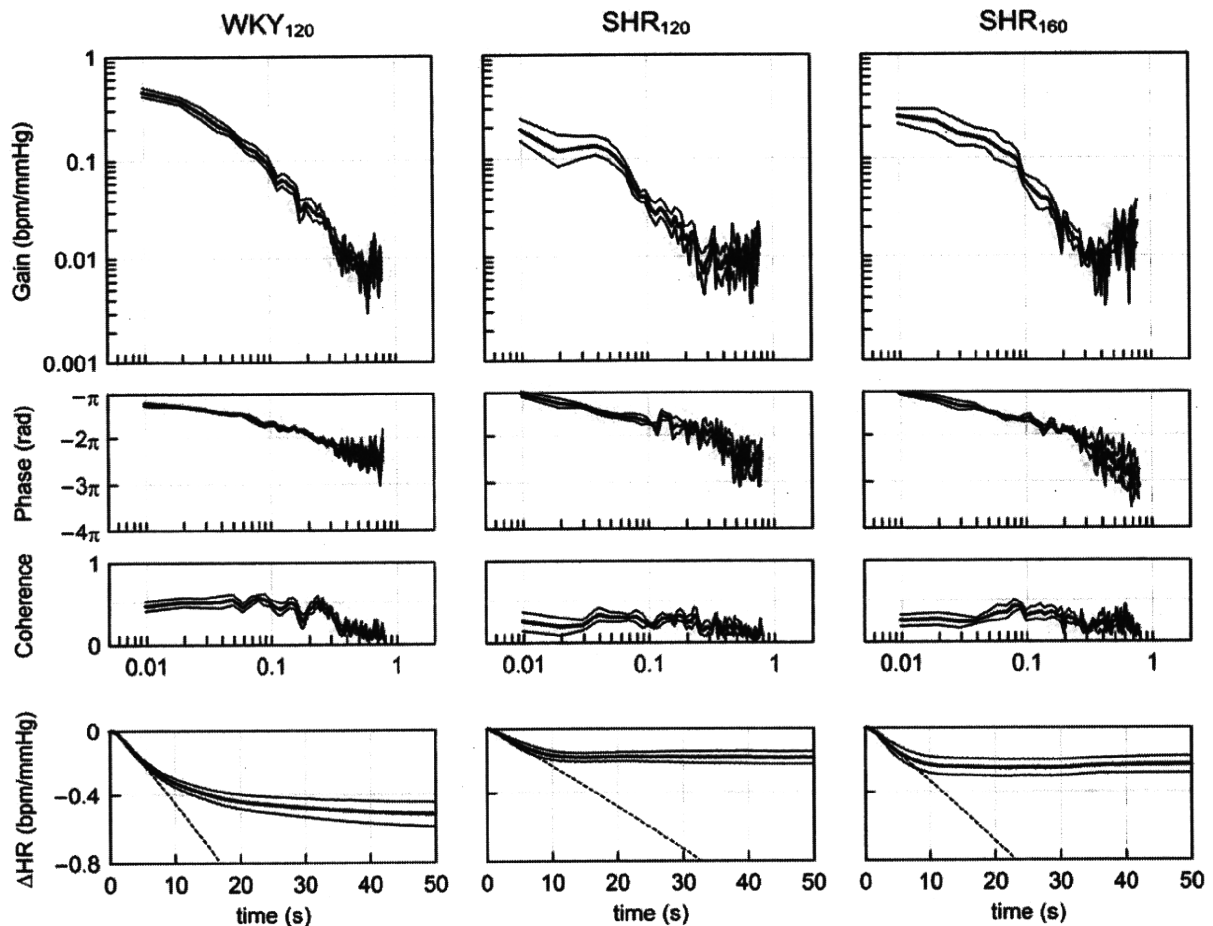 WKY₁₂₀ SHR₁₂₀ SHR₁₆₀
Gain (bpm/mmHg)
1
0.1
0.01
0.001
Phase (rad)
−π
−2π
−3π
−4π
Coherence
1
0
0.01 0.1 1 0.01 0.1 1 0.01 0.1 1
ΔHR (bpm/mmHg)
0
−0.4
−0.8
0 10 20 30 40 50 0 10 20 30 40 50 0 10 20 30 40 50
time (s) time (s) time (s)